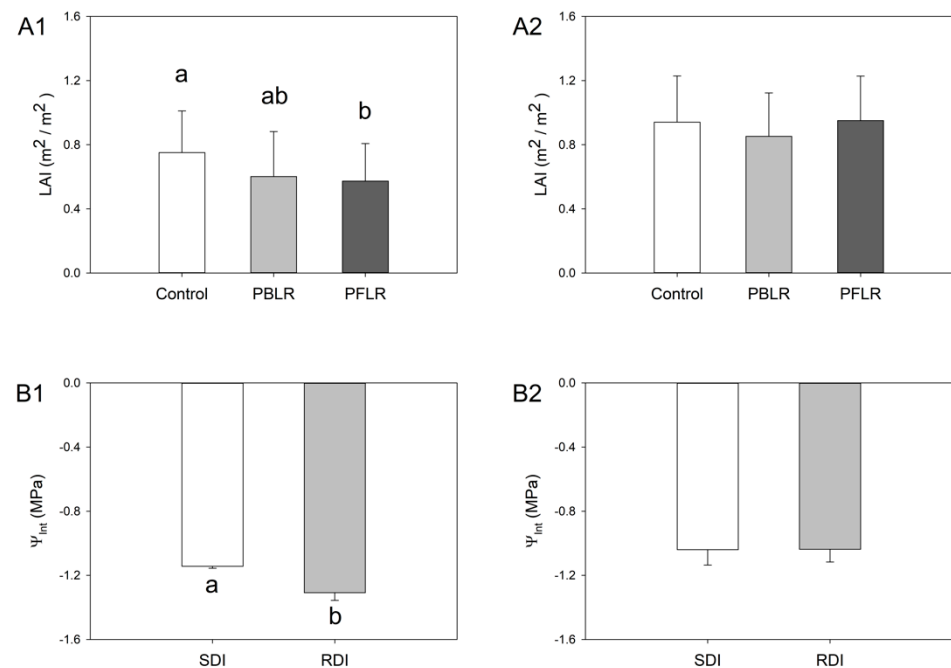 A1
1.6
1.2
0.8
0.4
0.0
LAI (m² / m²)
a
ab
b
Control PBLR PFLR
A2
1.6
1.2
0.8
0.4
0.0
LAI (m² / m²)
Control PBLR PFLR
B1
0.0
-0.4
-0.8
-1.2
-1.6
ΨInt (MPa)
a
b
SDI RDI
B2
0.0
-0.4
-0.8
-1.2
-1.6
ΨInt (MPa)
SDI RDI